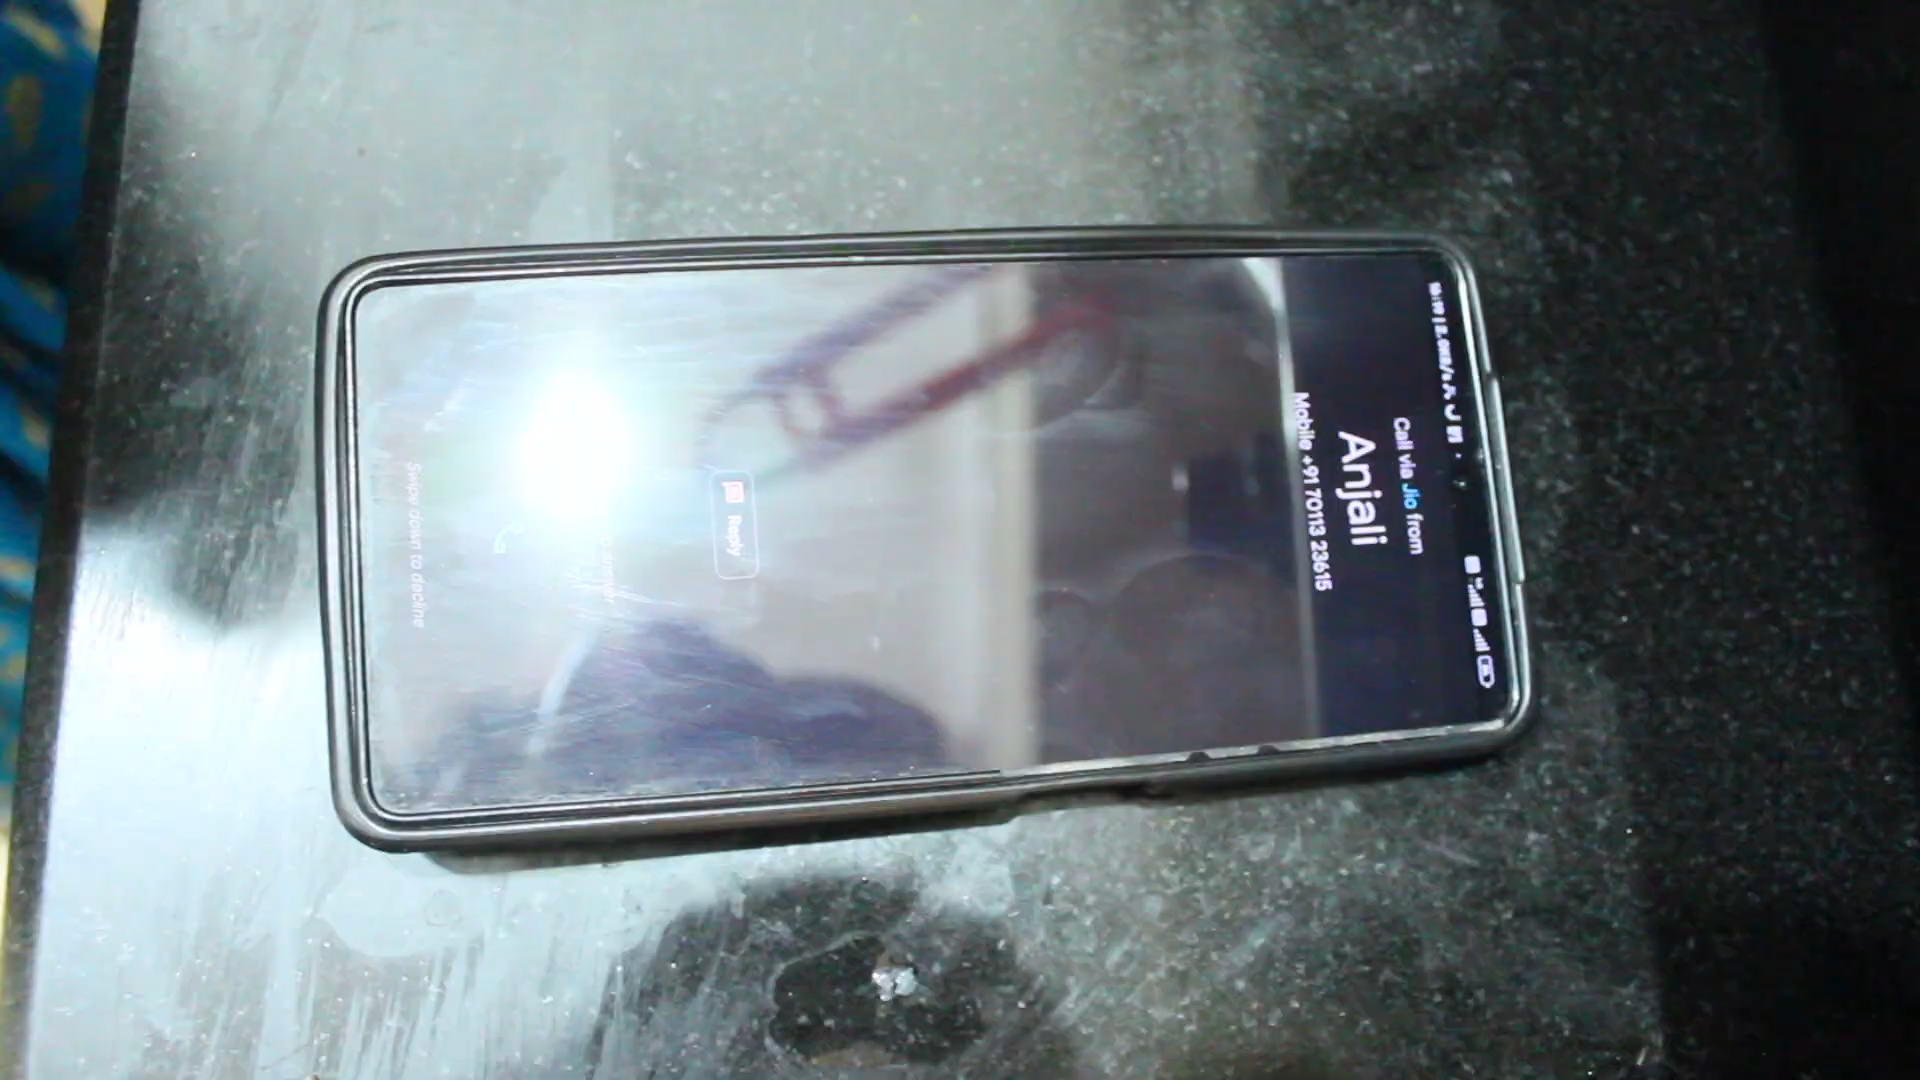 Call via Jio from
Anjali
Mobile +91 70113 23615
Reply
Swipe down to decline